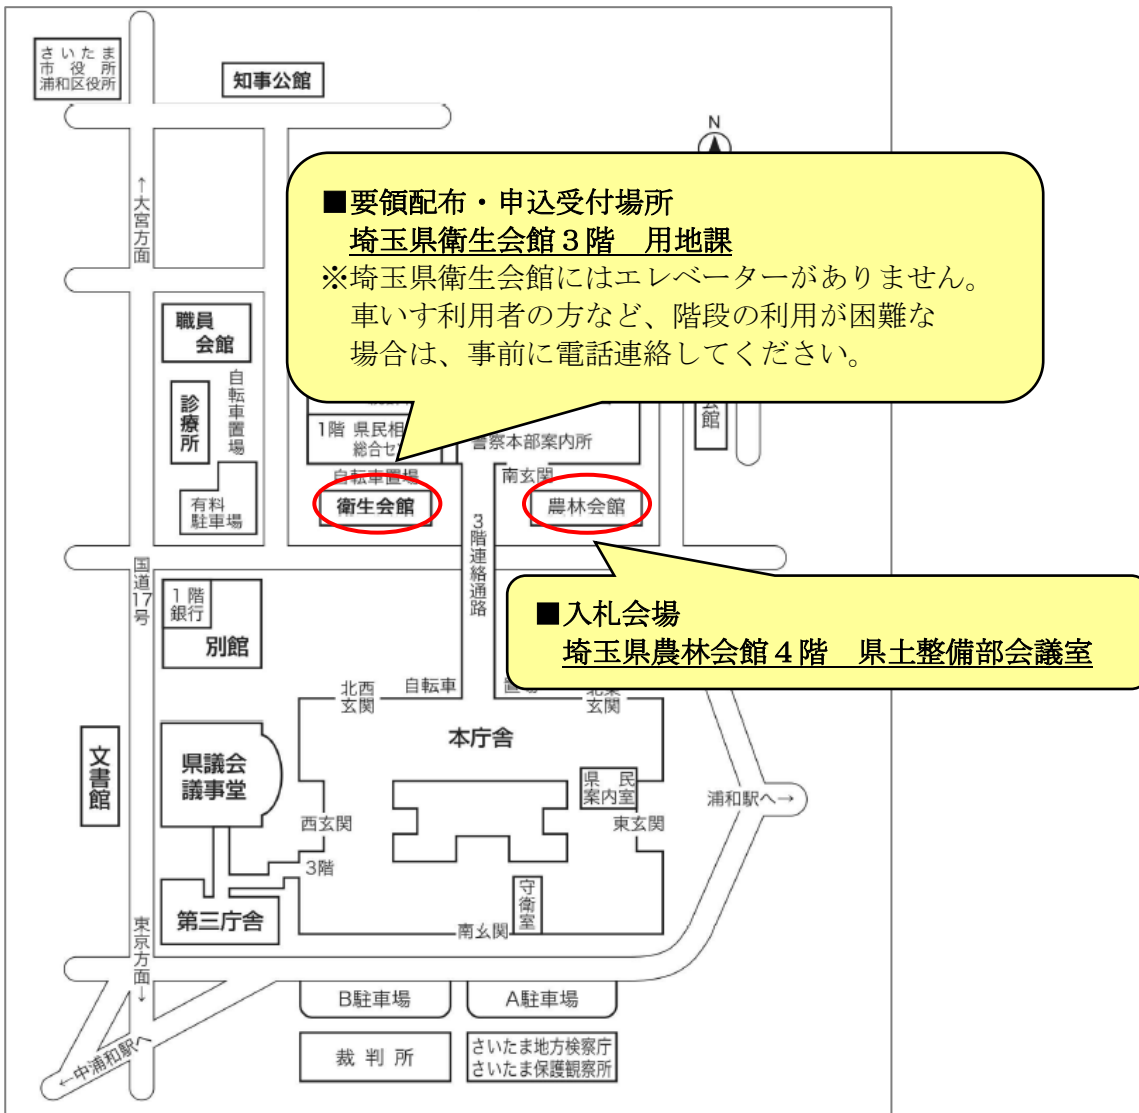 さいたま
市役所
浦和区役所
知事公館
N
↑大宮方面
■要領配布・申込受付場所
埼玉県衛生会館３階　用地課
※埼玉県衛生会館にはエレベーターがありません。
車いす利用者の方など、階段の利用が困難な
場合は、事前に電話連絡してください。
職員
会館
自転車置場
診療所
有料
駐車場
1階 県民相
総合セ
警察本部案内所
館
自転車置場
南玄関
衛生会館
農林会館
3階連絡通路
国道17号
1階
銀行
別館
■入札会場
埼玉県農林会館４階　県土整備部会議室
北西
玄関
自転車
置場
北東
玄関
本庁舎
文書館
県議会
議事堂
県民
案内室
浦和駅へ→
西玄関
東玄関
3階
守衛室
第三庁舎
南玄関
東京方面→
B駐車場
A駐車場
←中浦和駅へ
裁判所
さいたま地方検察庁
さいたま保護観察所